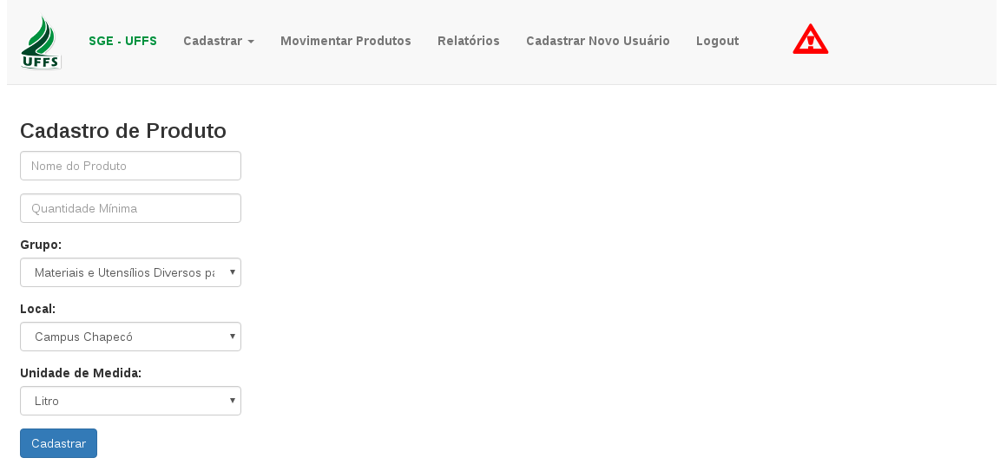 UFFS
SGE - UFFS Cadastrar Movimentar Produtos Relatórios Cadastrar Novo Usuário Logout
Cadastro de Produto
Nome do Produto
Quantidade Mínima
Grupo:
Materiais e Utensílios Diversos pa
Local:
Campus Chapecó
Unidade de Medida:
Litro
Cadastrar